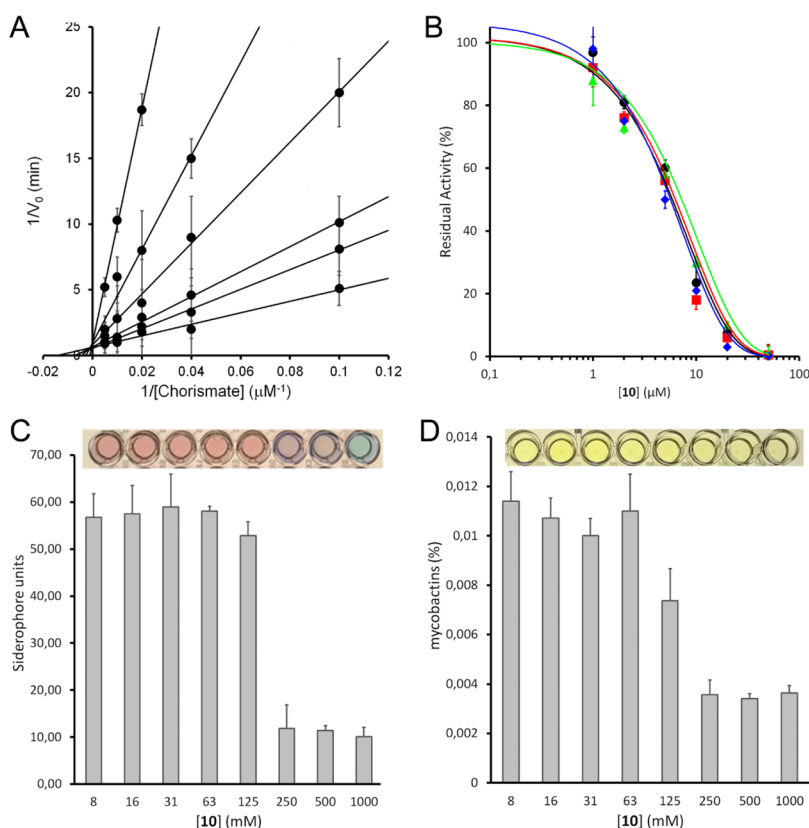 A
25
20
15
10
5
0
1/V₀ (min)
-0.02 0 0.02 0.04 0.06 0.08 0.1 0.12
1/[Chorismate] (μM⁻¹)
B
100
80
60
40
20
0
Residual Activity (%)
0,1 1 10 100
[10] (μM)
C
70,00
60,00
50,00
40,00
30,00
20,00
10,00
0,00
Siderophore units
8 16 31 63 125 250 500 1000
[10] (mM)
D
0,014
0,012
0,01
0,008
0,006
0,004
0,002
0
mycobactins (%)
8 16 31 63 125 250 500 1000
[10] (mM)